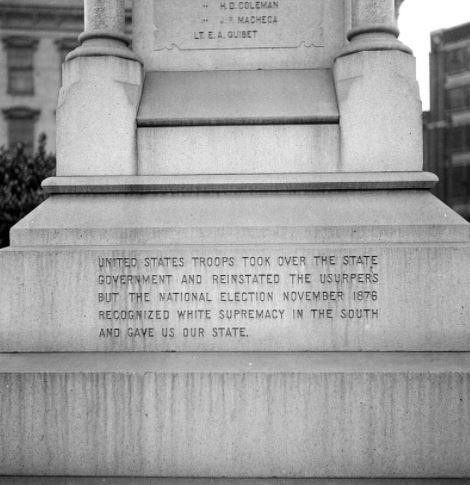 " H.D. COLEMAN
" J. P. MACHECA
LT. E. A. QUISET
UNITED STATES TROOPS TOOK OVER THE STATE
GOVERNMENT AND REINSTATED THE USURPERS
BUT THE NATIONAL ELECTION NOVEMBER 1876
RECOGNIZED WHITE SUPREMACY IN THE SOUTH
AND GAVE US OUR STATE.